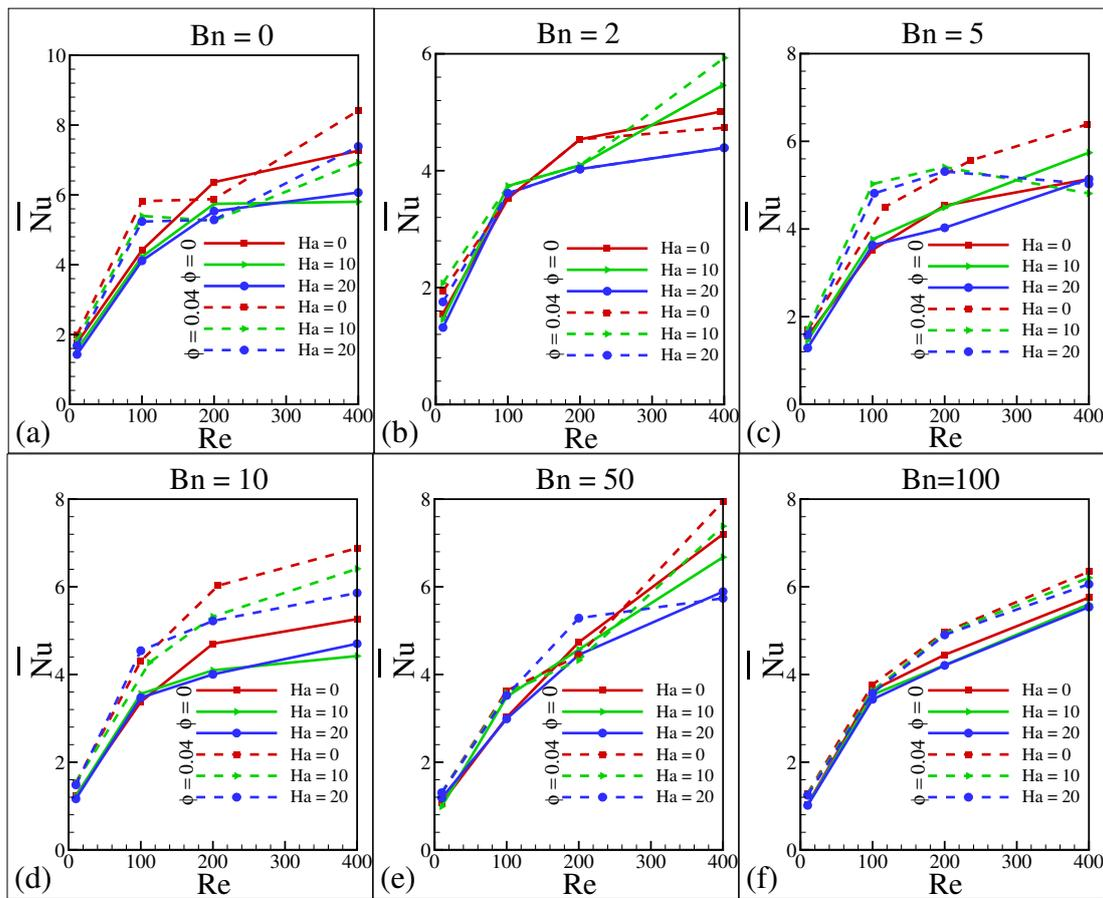 Bn = 0
10
8
6
4
2
0
Nu
0 100 200 300 400
Re
(a)
Ha = 0
Ha = 10
Ha = 20
Ha = 0
Ha = 10
Ha = 20
ϕ = 0
ϕ = 0.04
Bn = 2
6
4
2
0
Nu
0 100 200 300 400
Re
(b)
Ha = 0
Ha = 10
Ha = 20
Ha = 0
Ha = 10
Ha = 20
ϕ = 0
ϕ = 0.04
Bn = 5
8
6
4
2
0
Nu
0 100 200 300 400
Re
(c)
Ha = 0
Ha = 10
Ha = 20
Ha = 0
Ha = 10
Ha = 20
ϕ = 0
ϕ = 0.04
Bn = 10
8
6
4
2
0
Nu
0 100 200 300 400
Re
(d)
Ha = 0
Ha = 10
Ha = 20
Ha = 0
Ha = 10
Ha = 20
ϕ = 0
ϕ = 0.04
Bn = 50
8
6
4
2
0
Nu
0 100 200 300 400
Re
(e)
Ha = 0
Ha = 10
Ha = 20
Ha = 0
Ha = 10
Ha = 20
ϕ = 0
ϕ = 0.04
Bn=100
8
6
4
2
0
Nu
0 100 200 300 400
Re
(f)
Ha = 0
Ha = 10
Ha = 20
Ha = 0
Ha = 10
Ha = 20
ϕ = 0
ϕ = 0.04